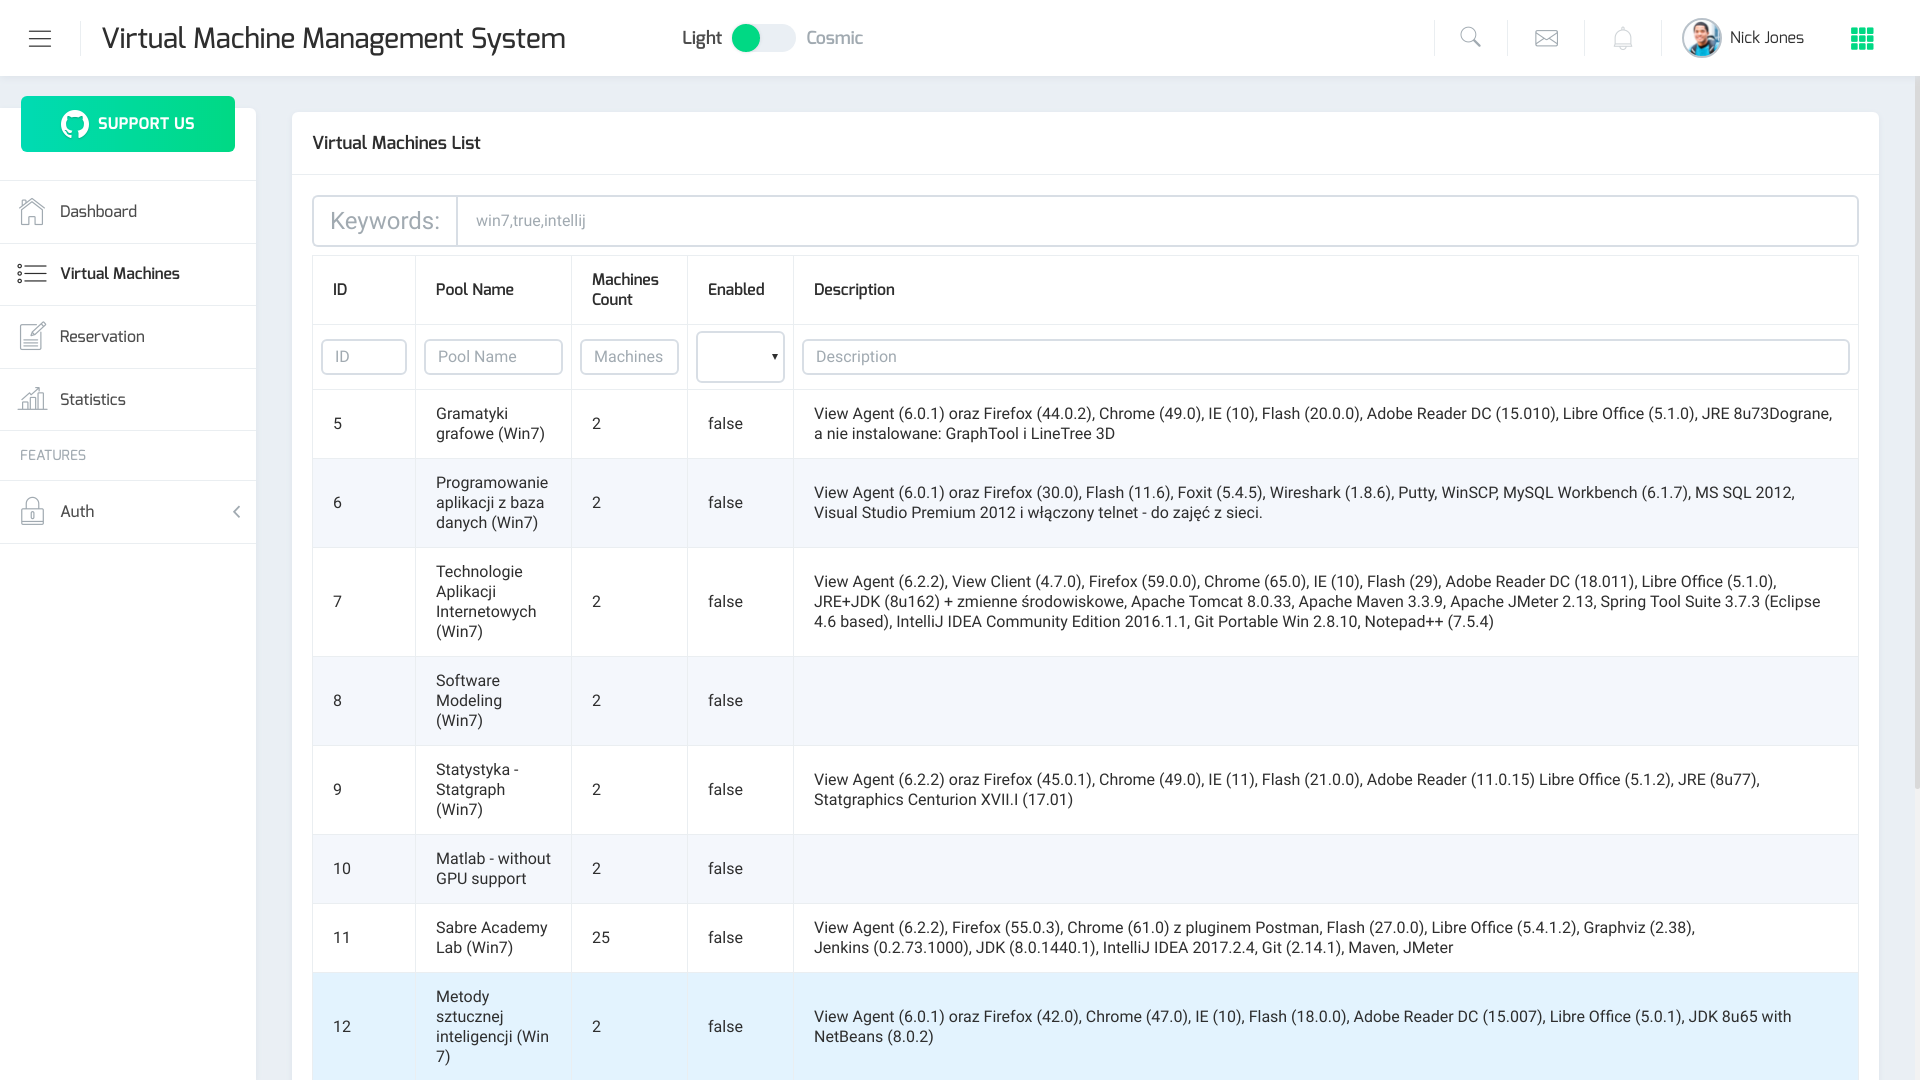 Virtual Machine Management System
Light
Cosmic
Nick Jones
SUPPORT US
Dashboard
Virtual Machines
Reservation
Statistics
FEATURES
Auth
Virtual Machines List
Keywords:
win7,true,intellij
ID
Pool Name
Machines
Count
Enabled
Description
ID
Pool Name
Machines
Description
5
Gramatyki
grafowe (Win7)
2
false
View Agent (6.0.1) oraz Firefox (44.0.2), Chrome (49.0), IE (10), Flash (20.0.0), Adobe Reader DC (15.010), Libre Office (5.1.0), JRE 8u73Dograne,
a nie instalowane: GraphTool i LineTree 3D
6
Programowanie
aplikacji z baza
danych (Win7)
2
false
View Agent (6.0.1) oraz Firefox (30.0), Flash (11.6), Foxit (5.4.5), Wireshark (1.8.6), Putty, WinSCP, MySQL Workbench (6.1.7), MS SQL 2012,
Visual Studio Premium 2012 i włączony telnet - do zajęć z sieci.
7
Technologie
Aplikacji
Internetowych
(Win7)
2
false
View Agent (6.2.2), View Client (4.7.0), Firefox (59.0.0), Chrome (65.0), IE (10), Flash (29), Adobe Reader DC (18.011), Libre Office (5.1.0),
JRE+JDK (8u162) + zmienne środowiskowe, Apache Tomcat 8.0.33, Apache Maven 3.3.9, Apache JMeter 2.13, Spring Tool Suite 3.7.3 (Eclipse
4.6 based), IntelliJ IDEA Community Edition 2016.1.1, Git Portable Win 2.8.10, Notepad++ (7.5.4)
8
Software
Modeling
(Win7)
2
false
9
Statystyka -
Statgraph
(Win7)
2
false
View Agent (6.2.2) oraz Firefox (45.0.1), Chrome (49.0), IE (11), Flash (21.0.0), Adobe Reader (11.0.15) Libre Office (5.1.2), JRE (8u77),
Statgraphics Centurion XVII.I (17.01)
10
Matlab - without
GPU support
2
false
11
Sabre Academy
Lab (Win7)
25
false
View Agent (6.2.2), Firefox (55.0.3), Chrome (61.0) z pluginem Postman, Flash (27.0.0), Libre Office (5.4.1.2), Graphviz (2.38),
Jenkins (0.2.73.1000), JDK (8.0.1440.1), IntelliJ IDEA 2017.2.4, Git (2.14.1), Maven, JMeter
12
Metody
sztucznej
inteligencji (Win
7)
2
false
View Agent (6.0.1) oraz Firefox (42.0), Chrome (47.0), IE (10), Flash (18.0.0), Adobe Reader DC (15.007), Libre Office (5.0.1), JDK 8u65 with
NetBeans (8.0.2)